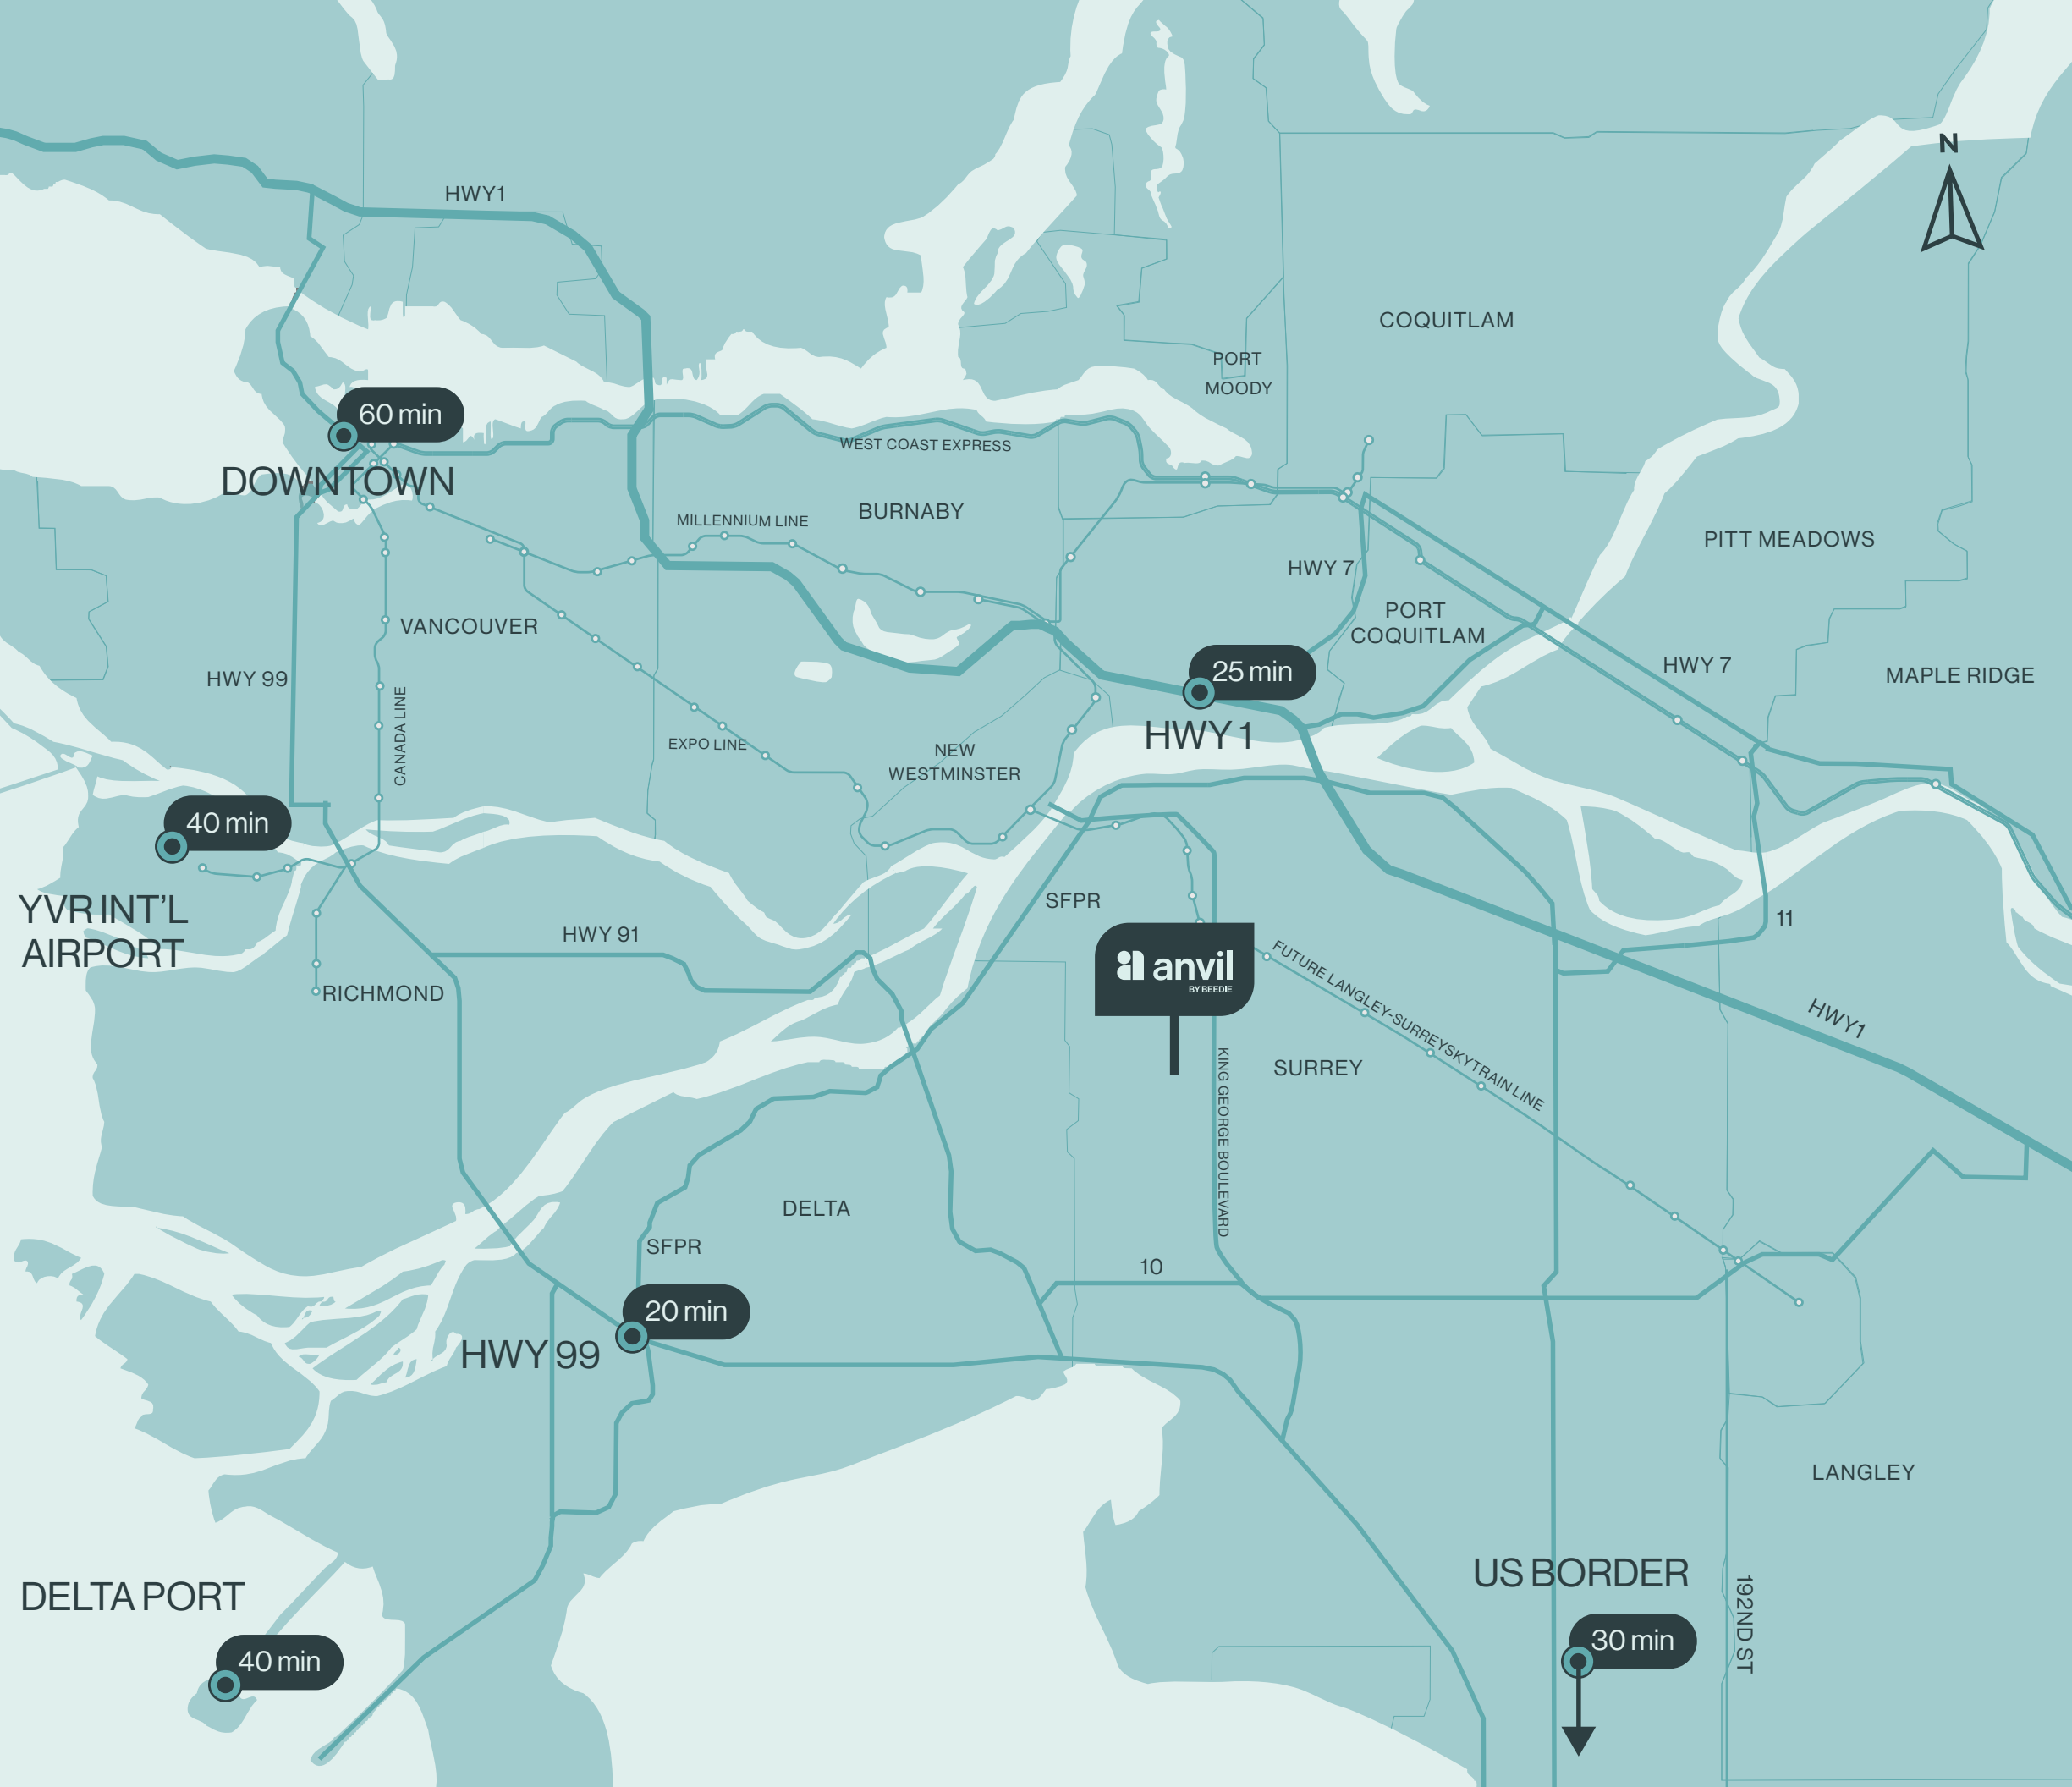 N
HWY1
COQUITLAM
PORT
MOODY
60 min
DOWNTOWN
WEST COAST EXPRESS
BURNABY
MILLENNIUM LINE
PITT MEADOWS
HWY 7
PORT
COQUITLAM
VANCOUVER
HWY 99
CANADA LINE
HWY 7
MAPLE RIDGE
25 min
HWY 1
EXPO LINE
NEW
WESTMINSTER
40 min
YVR INT'L
AIRPORT
SFPR
11
HWY 91
RICHMOND
anvil
BY BEEDIE
FUTURE LANGLEY-SURREY SKYTRAIN LINE
HWY1
SURREY
KING GEORGE BOULEVARD
DELTA
SFPR
10
20 min
HWY 99
LANGLEY
US BORDER
DELTA PORT
192ND ST
30 min
40 min